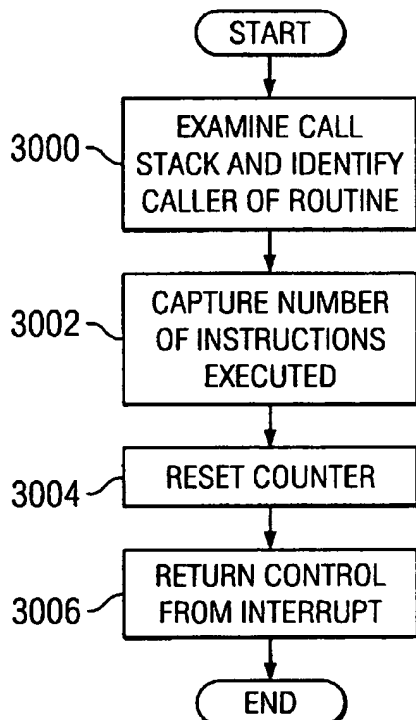 START
3000
EXAMINE CALL
STACK AND IDENTIFY
CALLER OF ROUTINE
3002
CAPTURE NUMBER
OF INSTRUCTIONS
EXECUTED
3004
RESET COUNTER
3006
RETURN CONTROL
FROM INTERRUPT
END